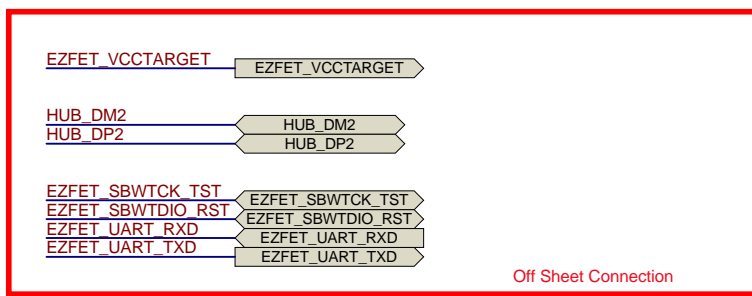 EZFET_VCCTARGET EZFET_VCCTARGET
HUB_DM2 HUB_DM2
HUB_DP2 HUB_DP2
EZFET_SBWTCK_TST EZFET_SBWTCK_TST
EZFET_SBWTDIO_RST EZFET_SBWTDIO_RST
EZFET_UART_RXD EZFET_UART_RXD
EZFET_UART_TXD EZFET_UART_TXD
Off Sheet Connection